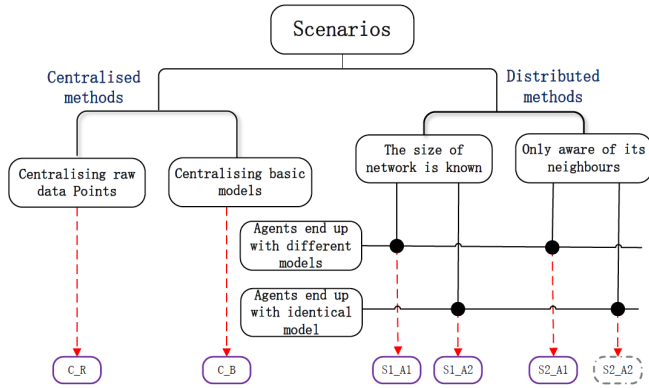 Scenarios
Centralised
methods
Distributed
methods
Centralising raw
data Points
Centralising basic
models
The size of
network is known
Only aware of its
neighbours
Agents end up
with different
models
Agents end up
with identical
model
C_R
C_B
S1_A1
S1_A2
S2_A1
S2_A2